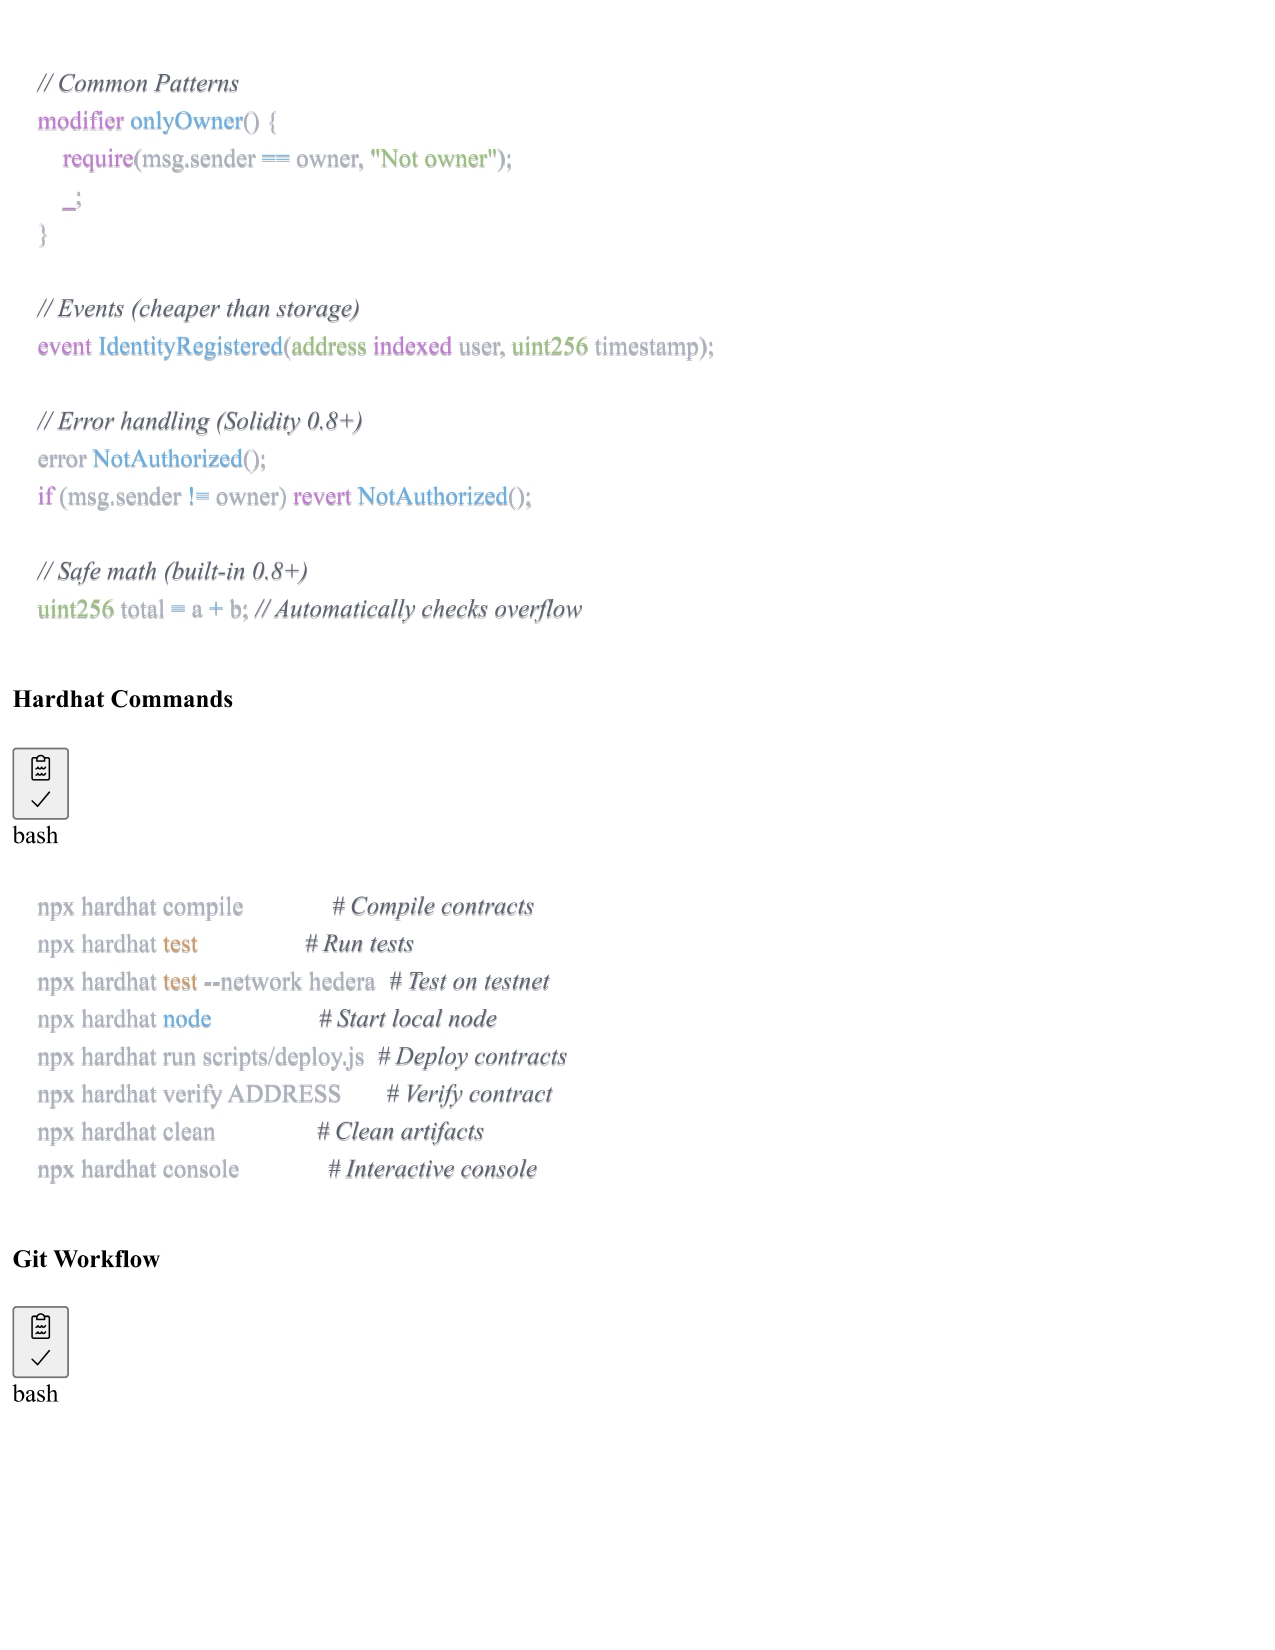 // Common Patterns
modifier onlyOwner() {
    require(msg.sender == owner, "Not owner");
    _;
}
// Events (cheaper than storage)
event IdentityRegistered(address indexed user, uint256 timestamp);
// Error handling (Solidity 0.8+)
error NotAuthorized();
if (msg.sender != owner) revert NotAuthorized();
// Safe math (built-in 0.8+)
uint256 total = a + b; // Automatically checks overflow
Hardhat Commands
bash
npx hardhat compile # Compile contracts
npx hardhat test # Run tests
npx hardhat test --network hedera # Test on testnet
npx hardhat node # Start local node
npx hardhat run scripts/deploy.js # Deploy contracts
npx hardhat verify ADDRESS # Verify contract
npx hardhat clean # Clean artifacts
npx hardhat console # Interactive console
Git Workflow
bash